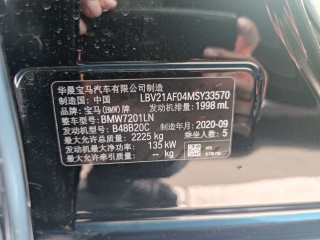 华晨宝马汽车有限公司制造
制造国: 中国 LBV21AF04MSY33570
品牌: 宝马(BMW)牌 发动机排量: 1998 mL
整车型号: BMW7201LN
发动机型号: B48B20C 制造年月: 2020-09
最大允许总质量: 2225 kg 乘坐人数: 5
发动机最大净功率: 135 kW
最大允许牵引质量: - kg